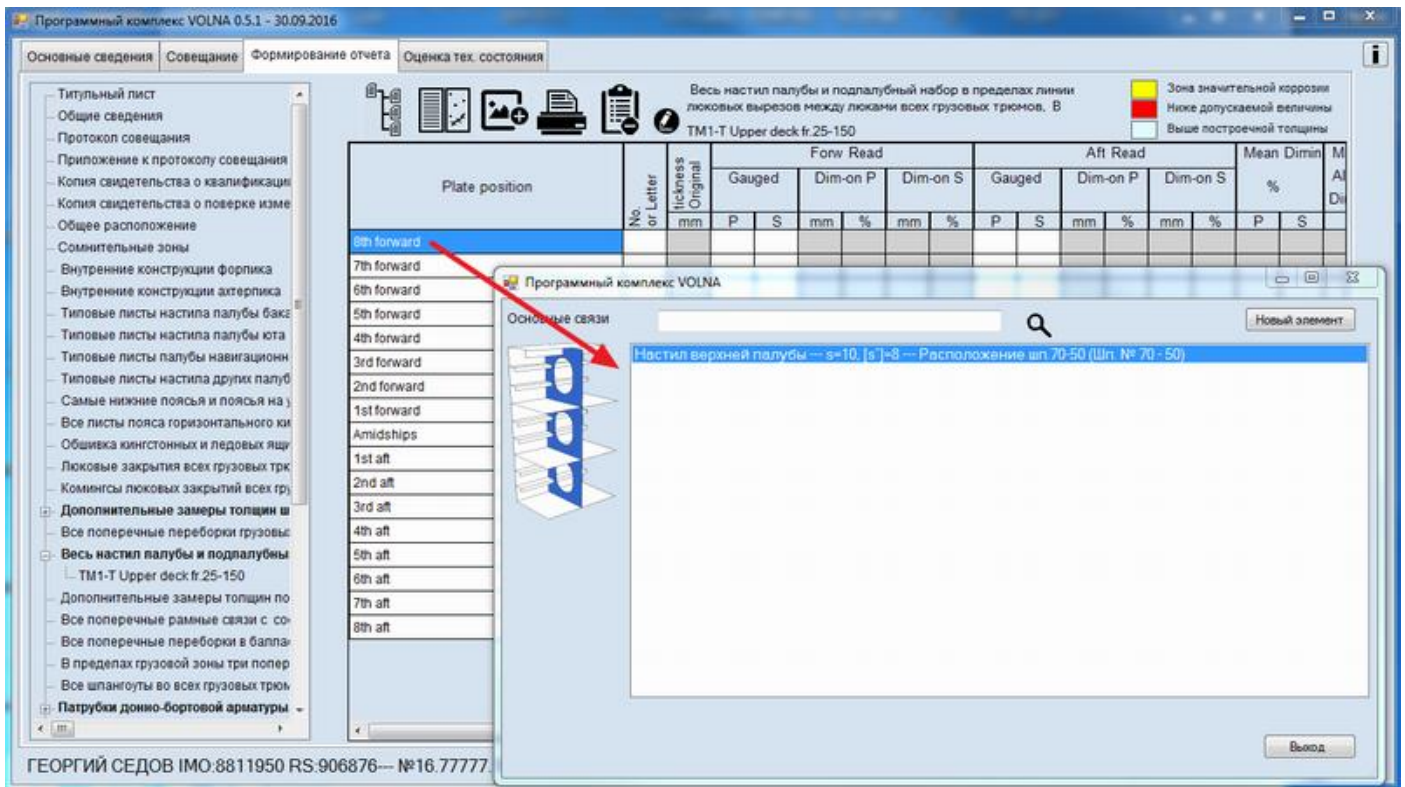 Программный комплекс VOLNA 0.5.1 - 30.09.2016
Основные сведения Совещание Формирование отчета Оценка тех. состояния
Титульный лист
Общие сведения
Протокол совещания
Приложение к протоколу совещания
Копия свидетельства о квалификации
Копия свидетельства о поверке изме
Общее расположение
Сомнительные зоны
Внутренние конструкции форпика
Внутренние конструкции ахтерпика
Типовые листы настила палубы бака
Типовые листы настила палубы юта
Типовые листы палубы навигационн
Типовые листы настила других палуб
Самые нижние поясья и поясья на у
Все листы пояса горизонтального ки
Обшивка кингстонных и ледовых ящи
Люковые закрытия всех грузовых трю
Комингсы люковых закрытий всех гру
Дополнительные замеры толщин ш
Все поперечные переборки грузовых
Весь настил палубы и подпалубны
TM1-T Upper deck fr.25-150
Дополнительные замеры толщин по
Все поперечные рамные связи с со
Все поперечные переборки в балла
В пределах грузовой зоны три попер
Все шпангоуты во всех грузовых трюм
Патрубки донно-бортовой арматуры
Весь настил палубы и подпалубный набор в пределах линии
люковых вырезов между люками всех грузовых трюмов. В
TM1-T Upper deck fr.25-150
Зона значительной коррозии
Ниже допускаемой величины
Выше построечной толщины
Plate position
No.
or Letter
tickness
Original
mm
Forw Read
Aft Read
Mean Dimin
M
Gauged Dim-on P Dim-on S Gauged Dim-on P Dim-on S % Al
Di
P S mm % mm % P S mm % mm % P S
8th forward
7th forward
6th forward
5th forward
4th forward
3rd forward
2nd forward
1st forward
Amidships
1st aft
2nd aft
3rd aft
4th aft
5th aft
6th aft
7th aft
8th aft
Программный комплекс VOLNA
Основные связи
Новый элемент
Настил верхней палубы --- s=10, [s"]=8 --- Расположение шп.70-50 (Шп. № 70 - 50)
Выход
ГЕОРГИЙ СЕДОВ IMO:8811950 RS:906876--- №16.77777.